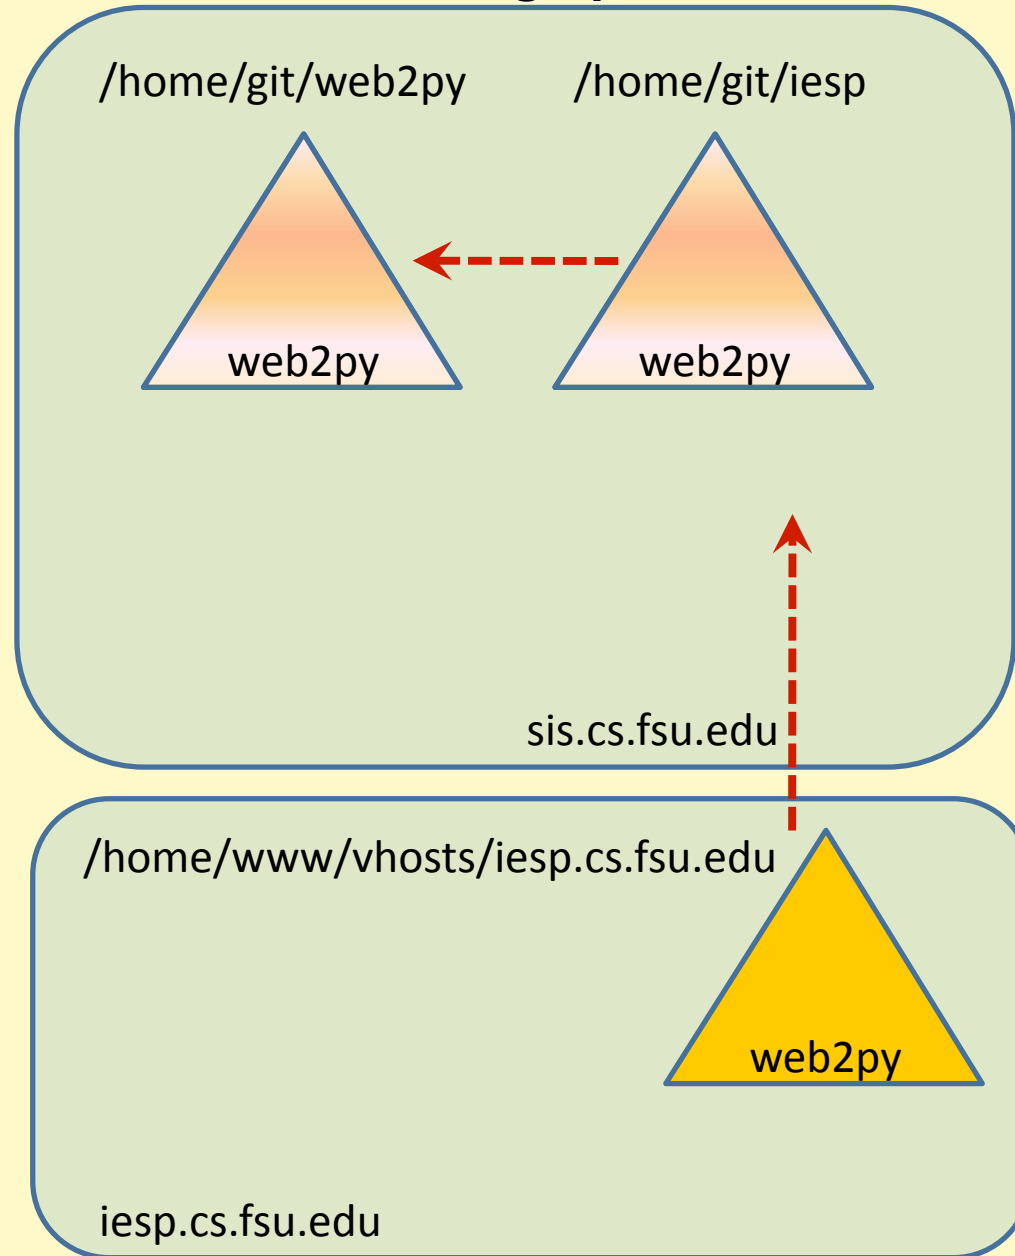 /home/git/web2py /home/git/iesp
web2py web2py
sis.cs.fsu.edu
/home/www/vhosts/iesp.cs.fsu.edu
web2py
iesp.cs.fsu.edu